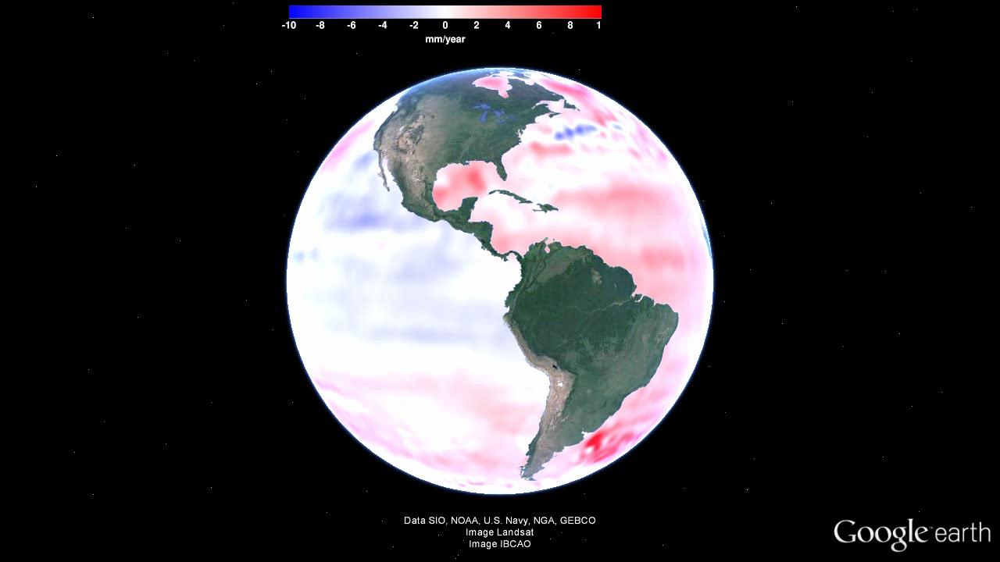 -10 -8 -6 -4 -2 0 2 4 6 8 1
mm/year
Data SIO, NOAA, U.S. Navy, NGA, GEBCO
Image Landsat
Image IBCAO
Google earth